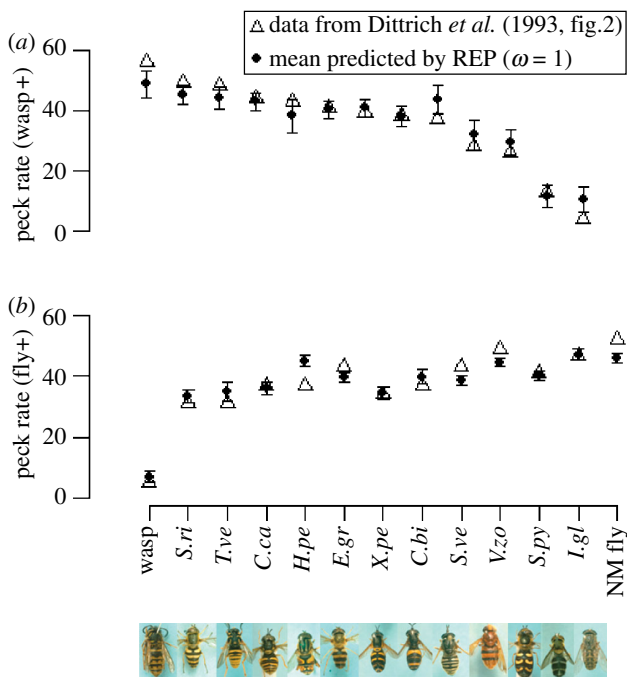 data from Dittrich et al. (1993, fig.2)
mean predicted by REP (ω = 1)
(a)
peck rate (wasp+)
60
40
20
0
(b)
peck rate (fly+)
60
40
20
0
wasp
S.ri
T.ve
C.ca
H.pe
E.gr
X.pe
C.bi
S.ve
V.zo
S.py
I.gl
NM fly